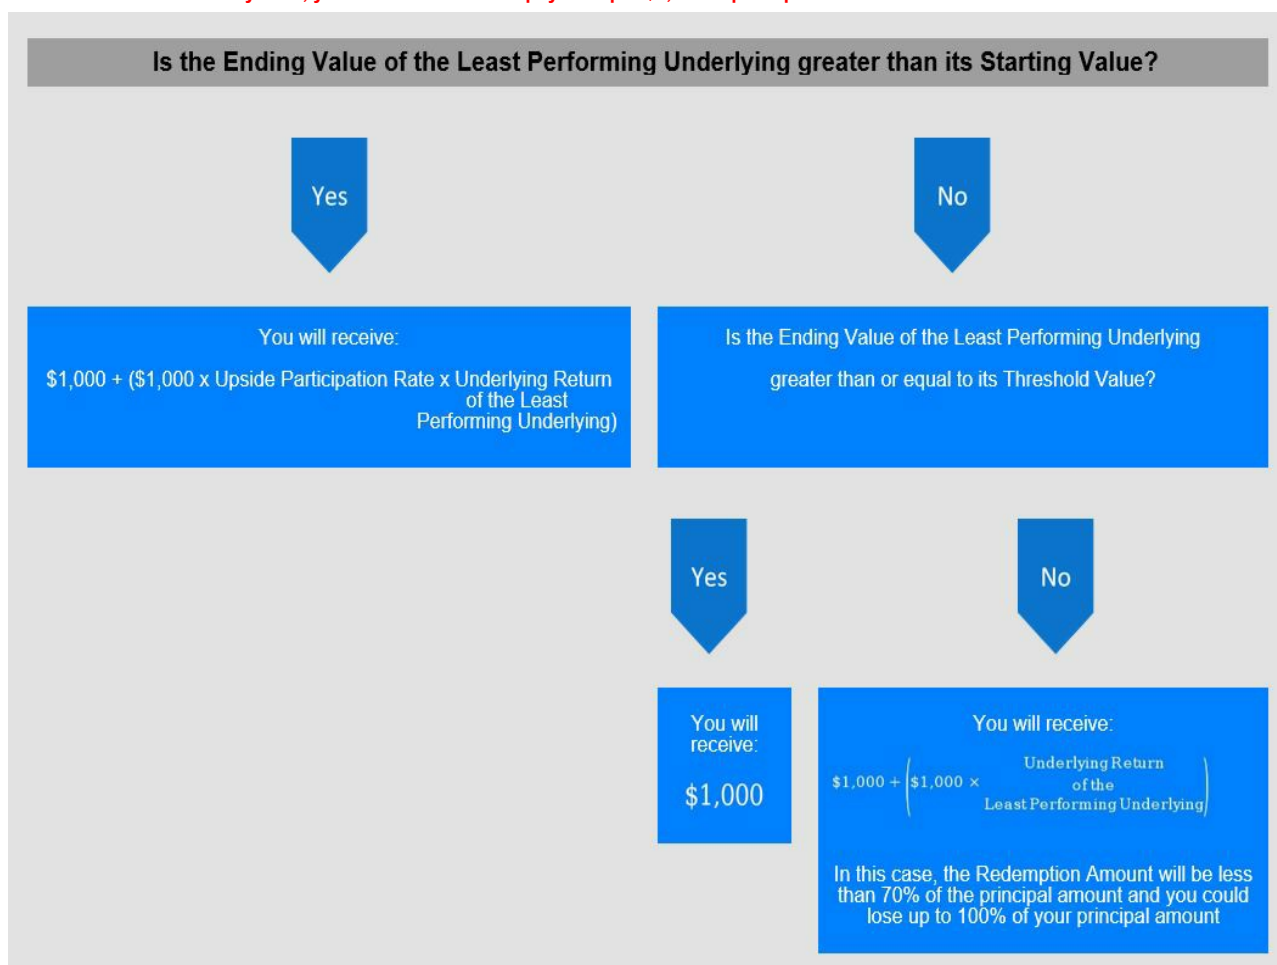 Is the Ending Value of the Least Performing Underlying greater than its Starting Value?
Yes
No
You will receive:
$1,000 + ($1,000 x Upside Participation Rate x Underlying Return
of the Least
Performing Underlying)
Is the Ending Value of the Least Performing Underlying
greater than or equal to its Threshold Value?
Yes
No
You will
receive:
$1,000
You will receive:
$1,000 + ($1,000 × Underlying Return
of the
Least Performing Underlying)
In this case, the Redemption Amount will be less
than 70% of the principal amount and you could
lose up to 100% of your principal amount